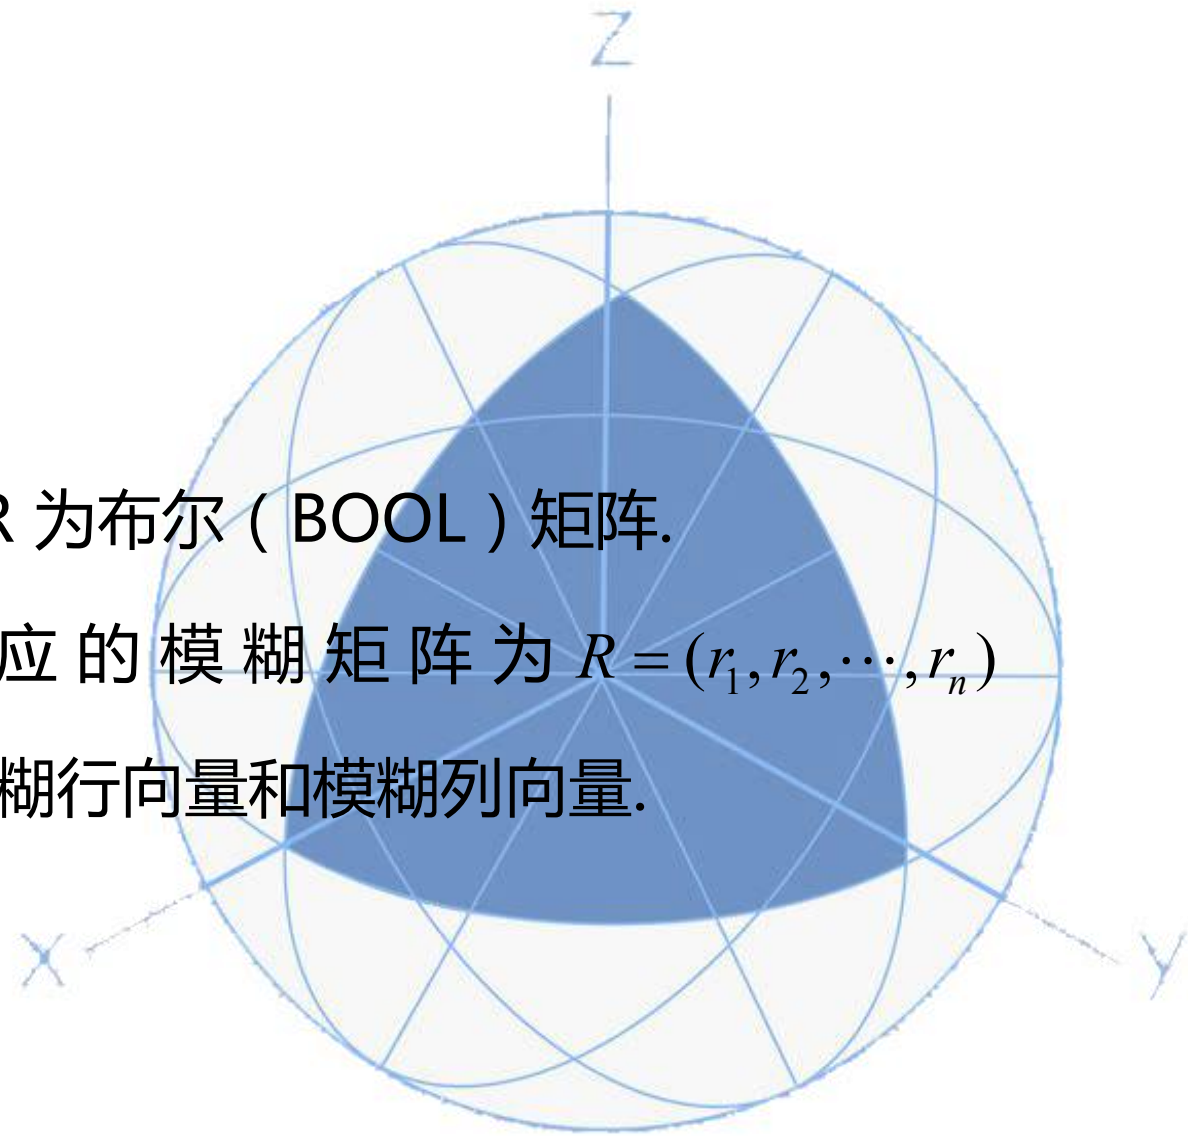 Z
R 为布尔（BOOL）矩阵.
应的模糊矩阵为 R = (r₁, r₂, ⋯, rₙ)
糊行向量和模糊列向量.
X
Y